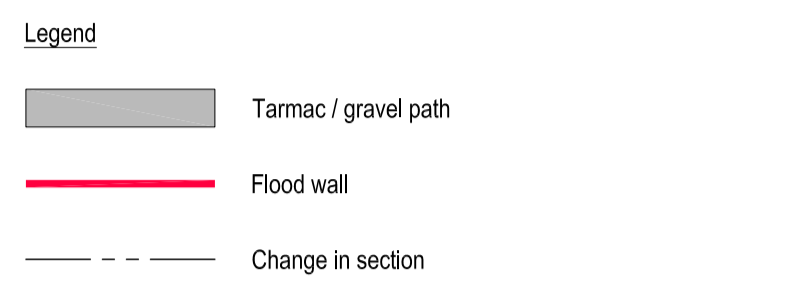 Legend
Tarmac / gravel path
Flood wall
Change in section